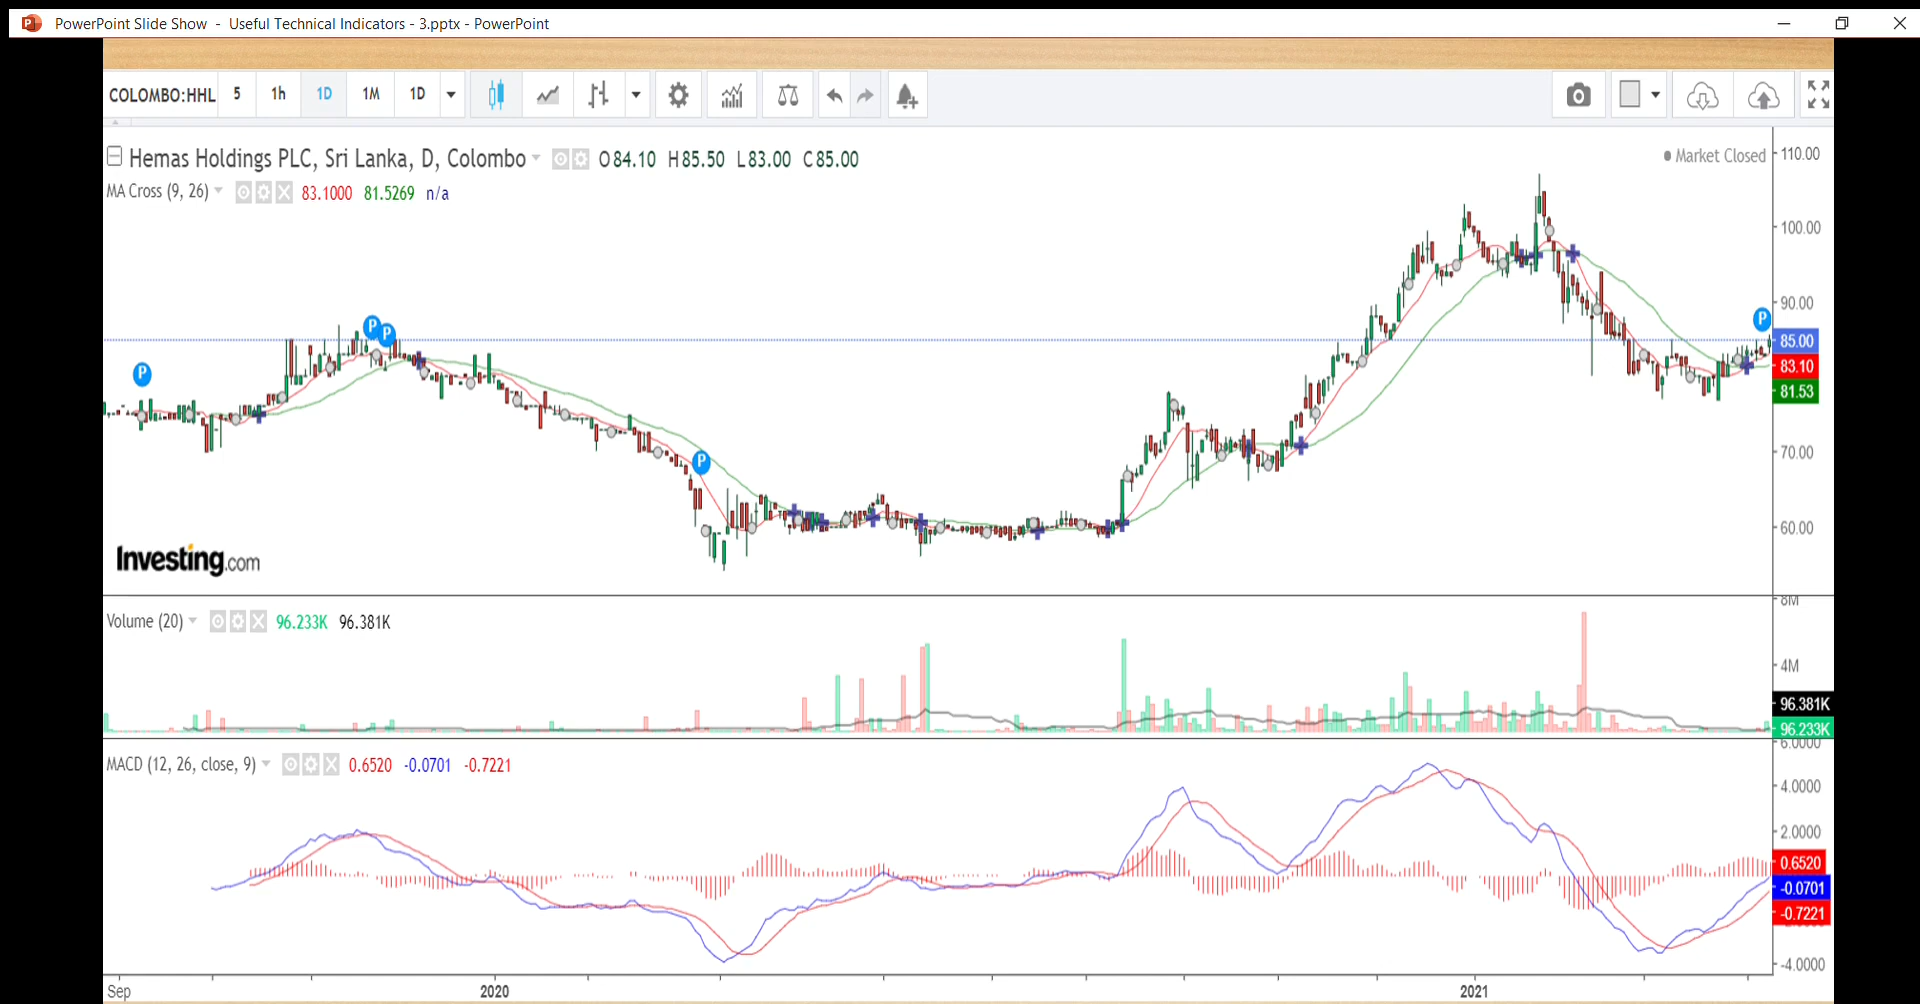 PowerPoint Slide Show - Useful Technical Indicators - 3.pptx - PowerPoint
COLOMBO:HHL 5 1h 1D 1M 1D
Hemas Holdings PLC, Sri Lanka, D, Colombo O84.10 H85.50 L83.00 C85.00
Market Closed
MA Cross (9, 26) 83.1000 81.5269 n/a
110.00
100.00
90.00
P
P
P
P
P
85.00
83.10
81.53
70.00
60.00
Investing.com
Volume (20) 96.233K 96.381K
8M
4M
96.381K
96.233K
MACD (12, 26, close, 9) 0.6520 -0.0701 -0.7221
6.0000
4.0000
2.0000
0.6520
-0.0701
-0.7221
-4.0000
Sep 2020 2021